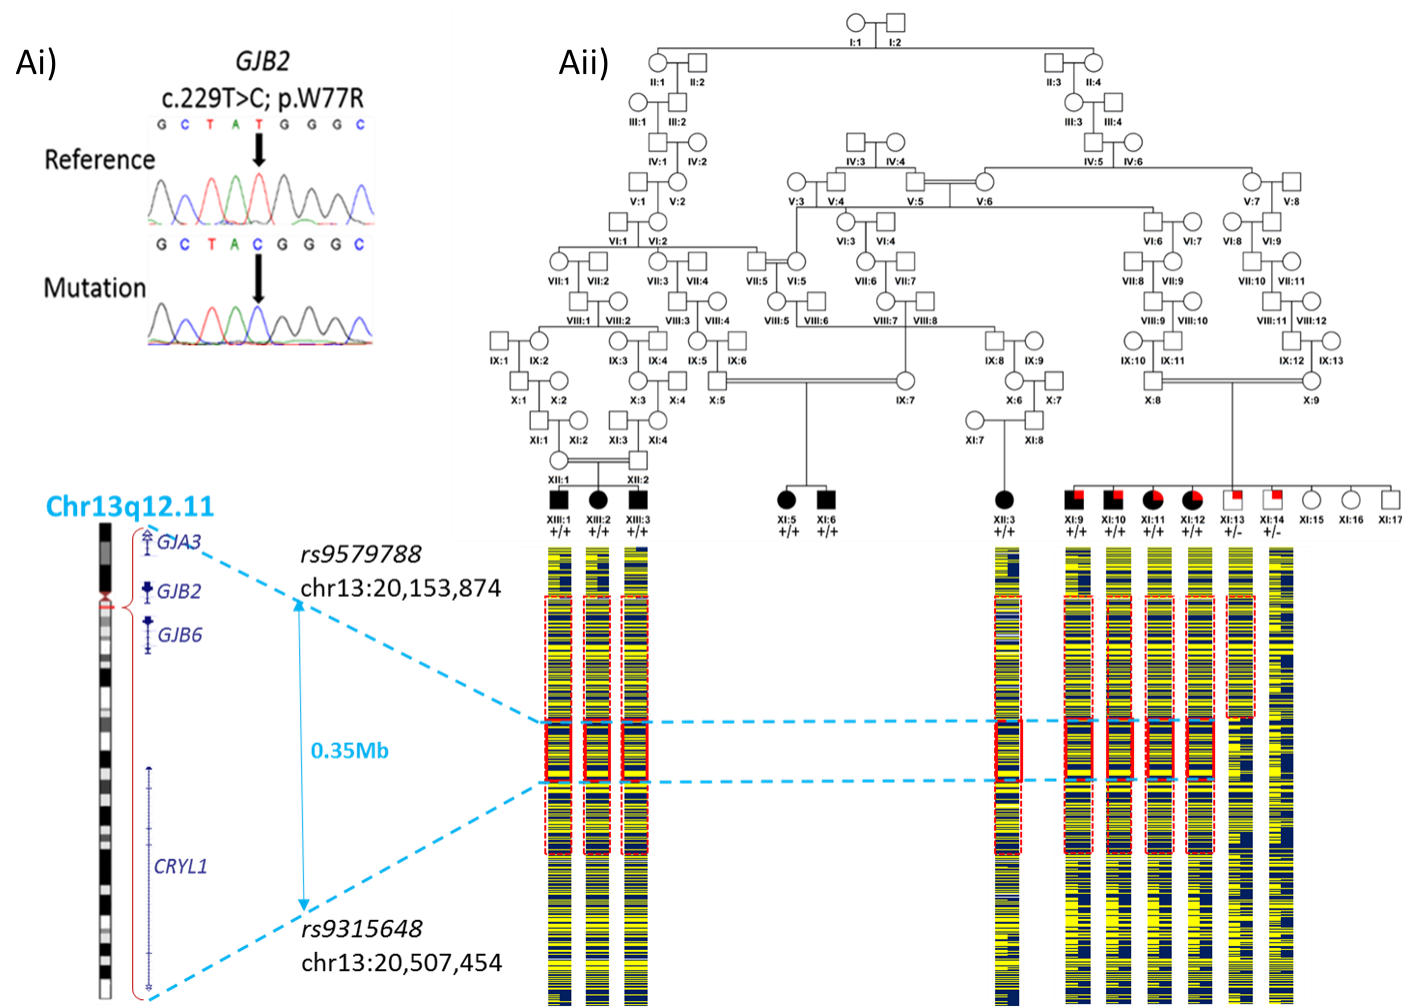 Ai)
GJB2
c.229T>C; p.W77R
G C T A T G G G C
Reference
G C T A C G G G C
Mutation
Aii)
I:1 I:2
II:1 II:2 II:3 II:4
III:1 III:2 III:3 III:4
IV:1 IV:2 IV:3 IV:4 IV:5 IV:6
V:1 V:2 V:3 V:4 V:5 V:6 V:7 V:8
VI:1 VI:2 VI:3 VI:4 VI:6 VI:7 VI:8 VI:9
VII:1 VII:2 VII:3 VII:4 VII:5 VI:5 VII:6 VII:7 VII:8 VII:9 VII:10 VII:11
VIII:1 VIII:2 VIII:3 VIII:4 VIII:5 VIII:6 VIII:7 VIII:8 VIII:9 VIII:10 VIII:11 VIII:12
IX:1 IX:2 IX:3 IX:4 IX:5 IX:6 IX:8 IX:9 IX:10 IX:11 IX:12 IX:13
X:1 X:2 X:3 X:4 X:5 IX:7 X:6 X:7 X:8 X:9
XI:1 XI:2 XI:3 XI:4 XI:7 XI:8
XII:1 XII:2
XIII:1 XIII:2 XIII:3 XI:5 XI:6 XII:3 XI:9 XI:10 XI:11 XI:12 XI:13 XI:14 XI:15 XI:16 XI:17
+/+ +/+ +/+ +/+ +/+ +/+ +/+ +/+ +/+ +/+ +/- +/-
Chr13q12.11
GJA3
GJB2
GJB6
CRYL1
rs9579788
chr13:20,153,874
0.35Mb
rs9315648
chr13:20,507,454